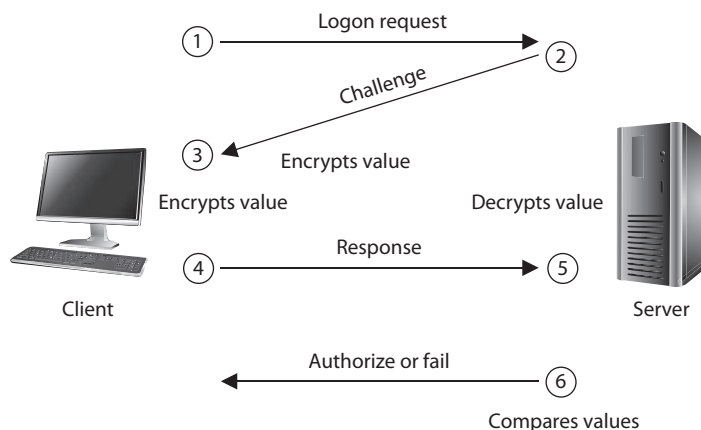 Logon request
1
2
Challenge
3
Encrypts value
Encrypts value
Decrypts value
Response
4
5
Client
Server
Authorize or fail
6
Compares values